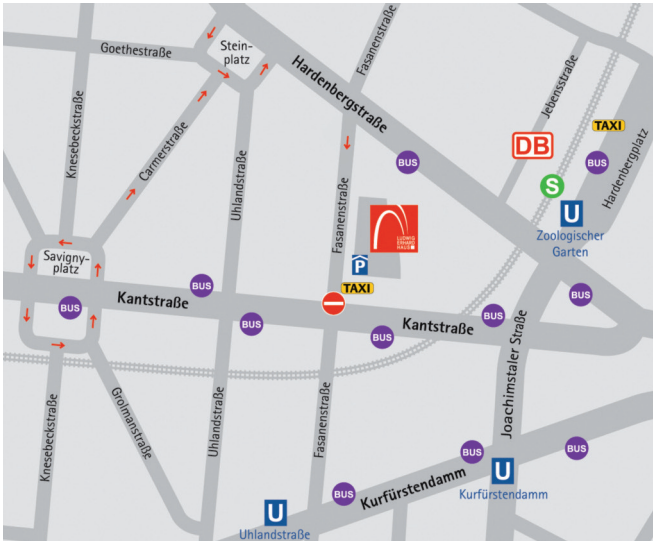 Stein-
platz
Goethestraße
Fasanenstraße
Hardenbergstraße
Jebensstraße
Knesebeckstraße
Carmerstraße
Uhlandstraße
TAXI
DB
BUS
BUS
Hardenbergplatz
S
U
Zoologischer
Garten
Fasanenstraße
LUDWIG
ERHARD
HAUS
P
TAXI
Savigny-
platz
BUS
BUS
Kantstraße
BUS
BUS
Kantstraße
BUS
BUS
Joachimstaler Straße
Knesebeckstraße
Grolmanstraße
Uhlandstraße
Fasanenstraße
BUS
BUS
BUS
Kurfürstendamm
U
Kurfürstendamm
U
Uhlandstraße